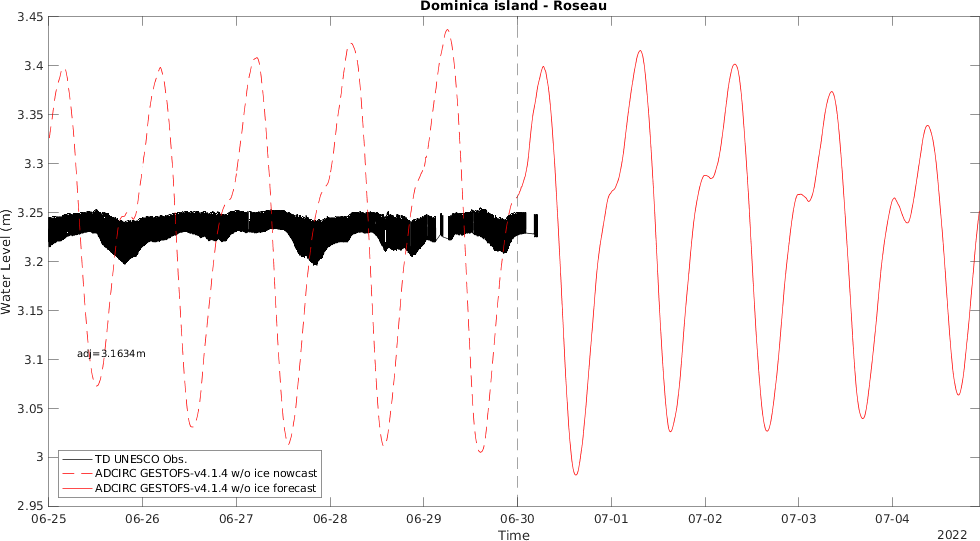 Dominica island - Roseau
3.45
3.4
3.35
3.3
3.25
3.2
3.15
3.1
3.05
3
2.95
Water Level (m)
adj=3.1634m
TD UNESCO Obs.
ADCIRC GESTOFS-v4.1.4 w/o ice nowcast
ADCIRC GESTOFS-v4.1.4 w/o ice forecast
06-25 06-26 06-27 06-28 06-29 06-30 07-01 07-02 07-03 07-04
Time
2022